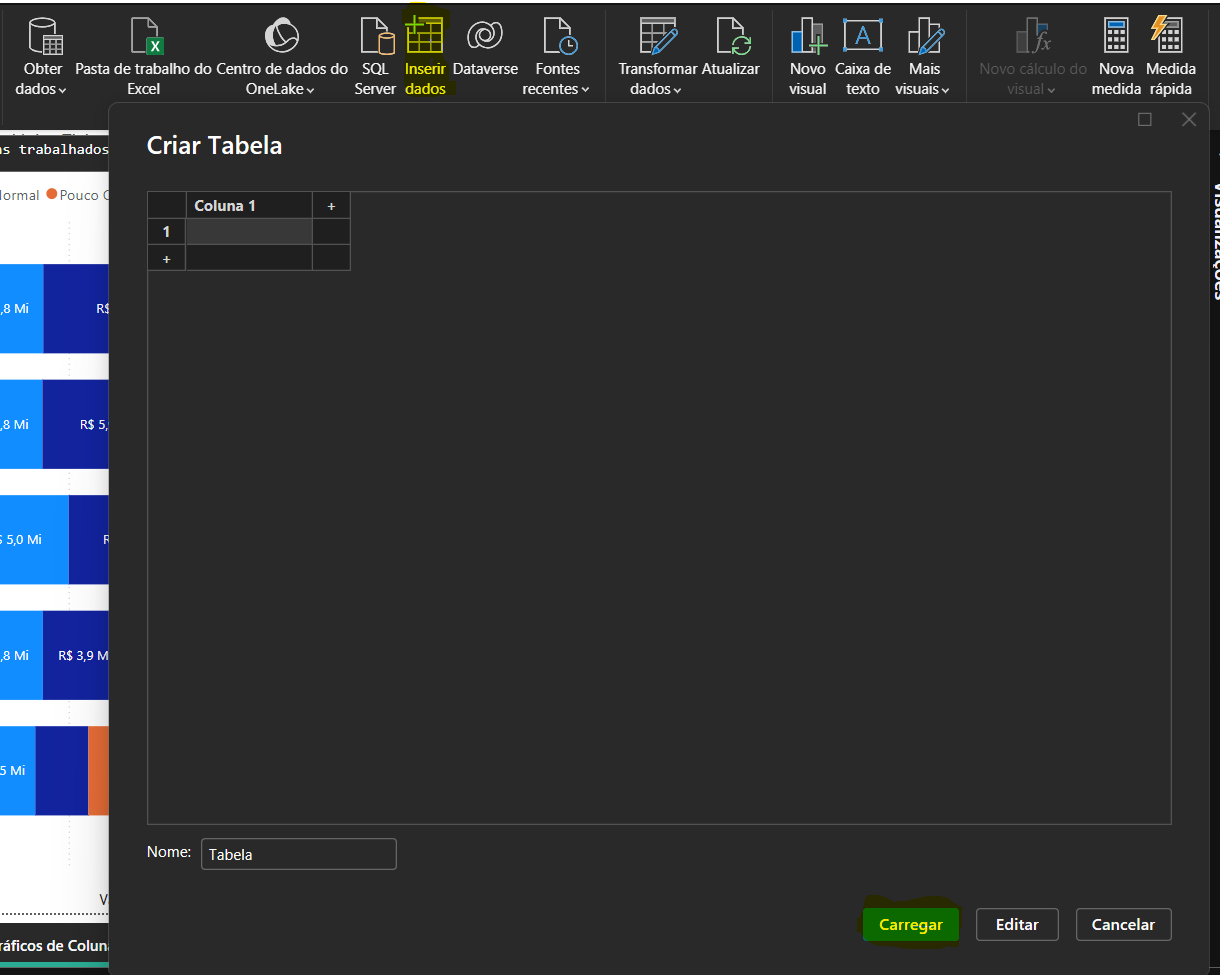 Obter dados
Pasta de trabalho do Excel
Centro de dados do OneLake
SQL Server
Inserir dados
Dataverse
Fontes recentes
Transformar dados
Atualizar
Novo visual
A
Caixa de texto
Mais visuais
Novo cálculo do visual
Nova medida
Medida rápida
Criar Tabela
trabalhados
Pouco
Coluna 1 +
1
+
,8 Mi R$
,8 Mi R$ 5,
5,0 Mi
,8 Mi R$ 3,9 M
5 Mi
Visualizações
Nome: Tabela
Carregar Editar Cancelar
ráficos de Colun